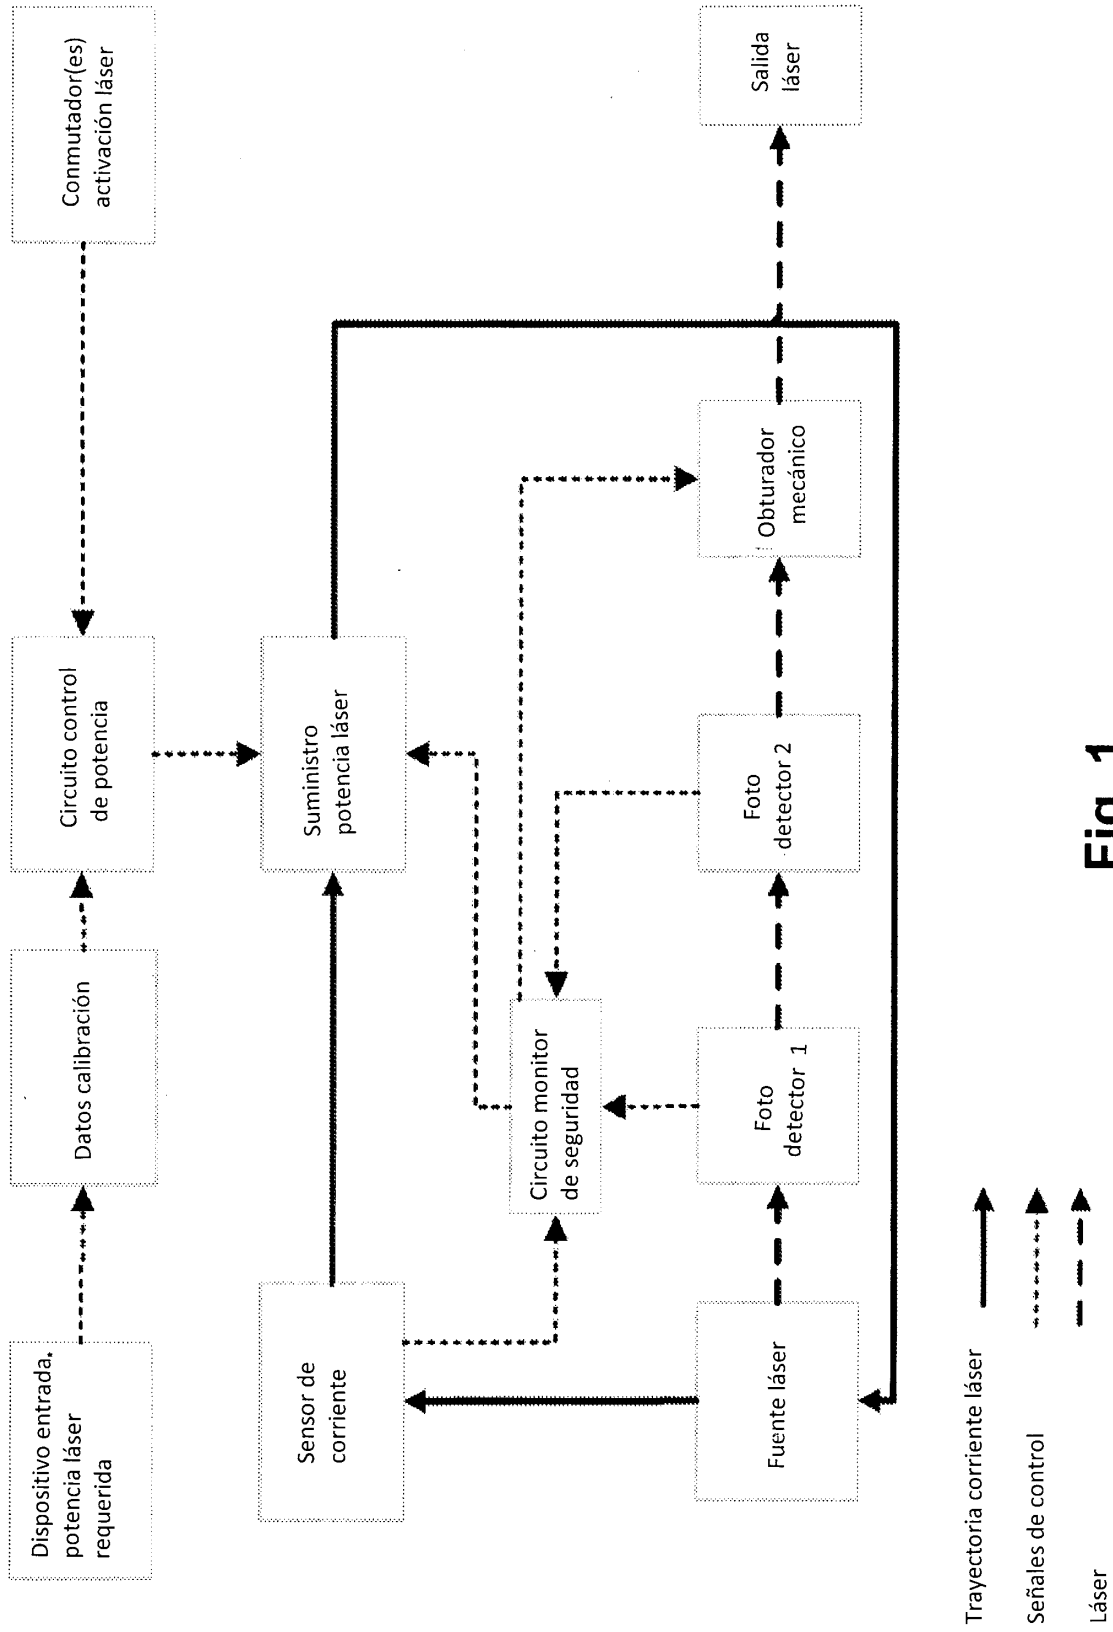 Dispositivo entrada.
potencia láser
requerida
Datos calibración
Circuito control
de potencia
Conmutador(es)
activación láser
Sensor de
corriente
Suministro
potencia láser
Circuito monitor
de seguridad
Fuente láser
Foto
detector 1
Foto
detector 2
Obturador
mecánico
Salida
láser
Trayectoria corriente láser
Señales de control
Láser
Fig. 1